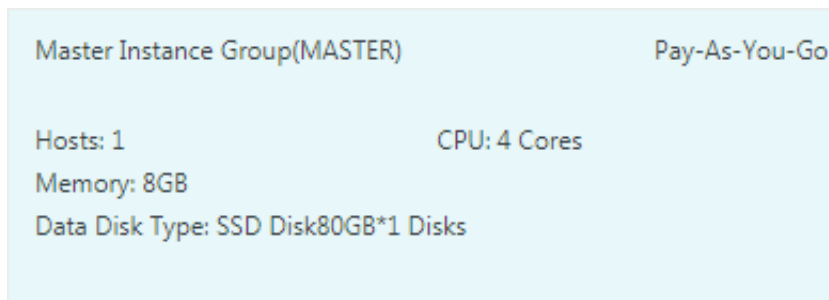 Master Instance Group(MASTER) Pay-As-You-Go
Hosts: 1 CPU: 4 Cores
Memory: 8GB
Data Disk Type: SSD Disk80GB*1 Disks